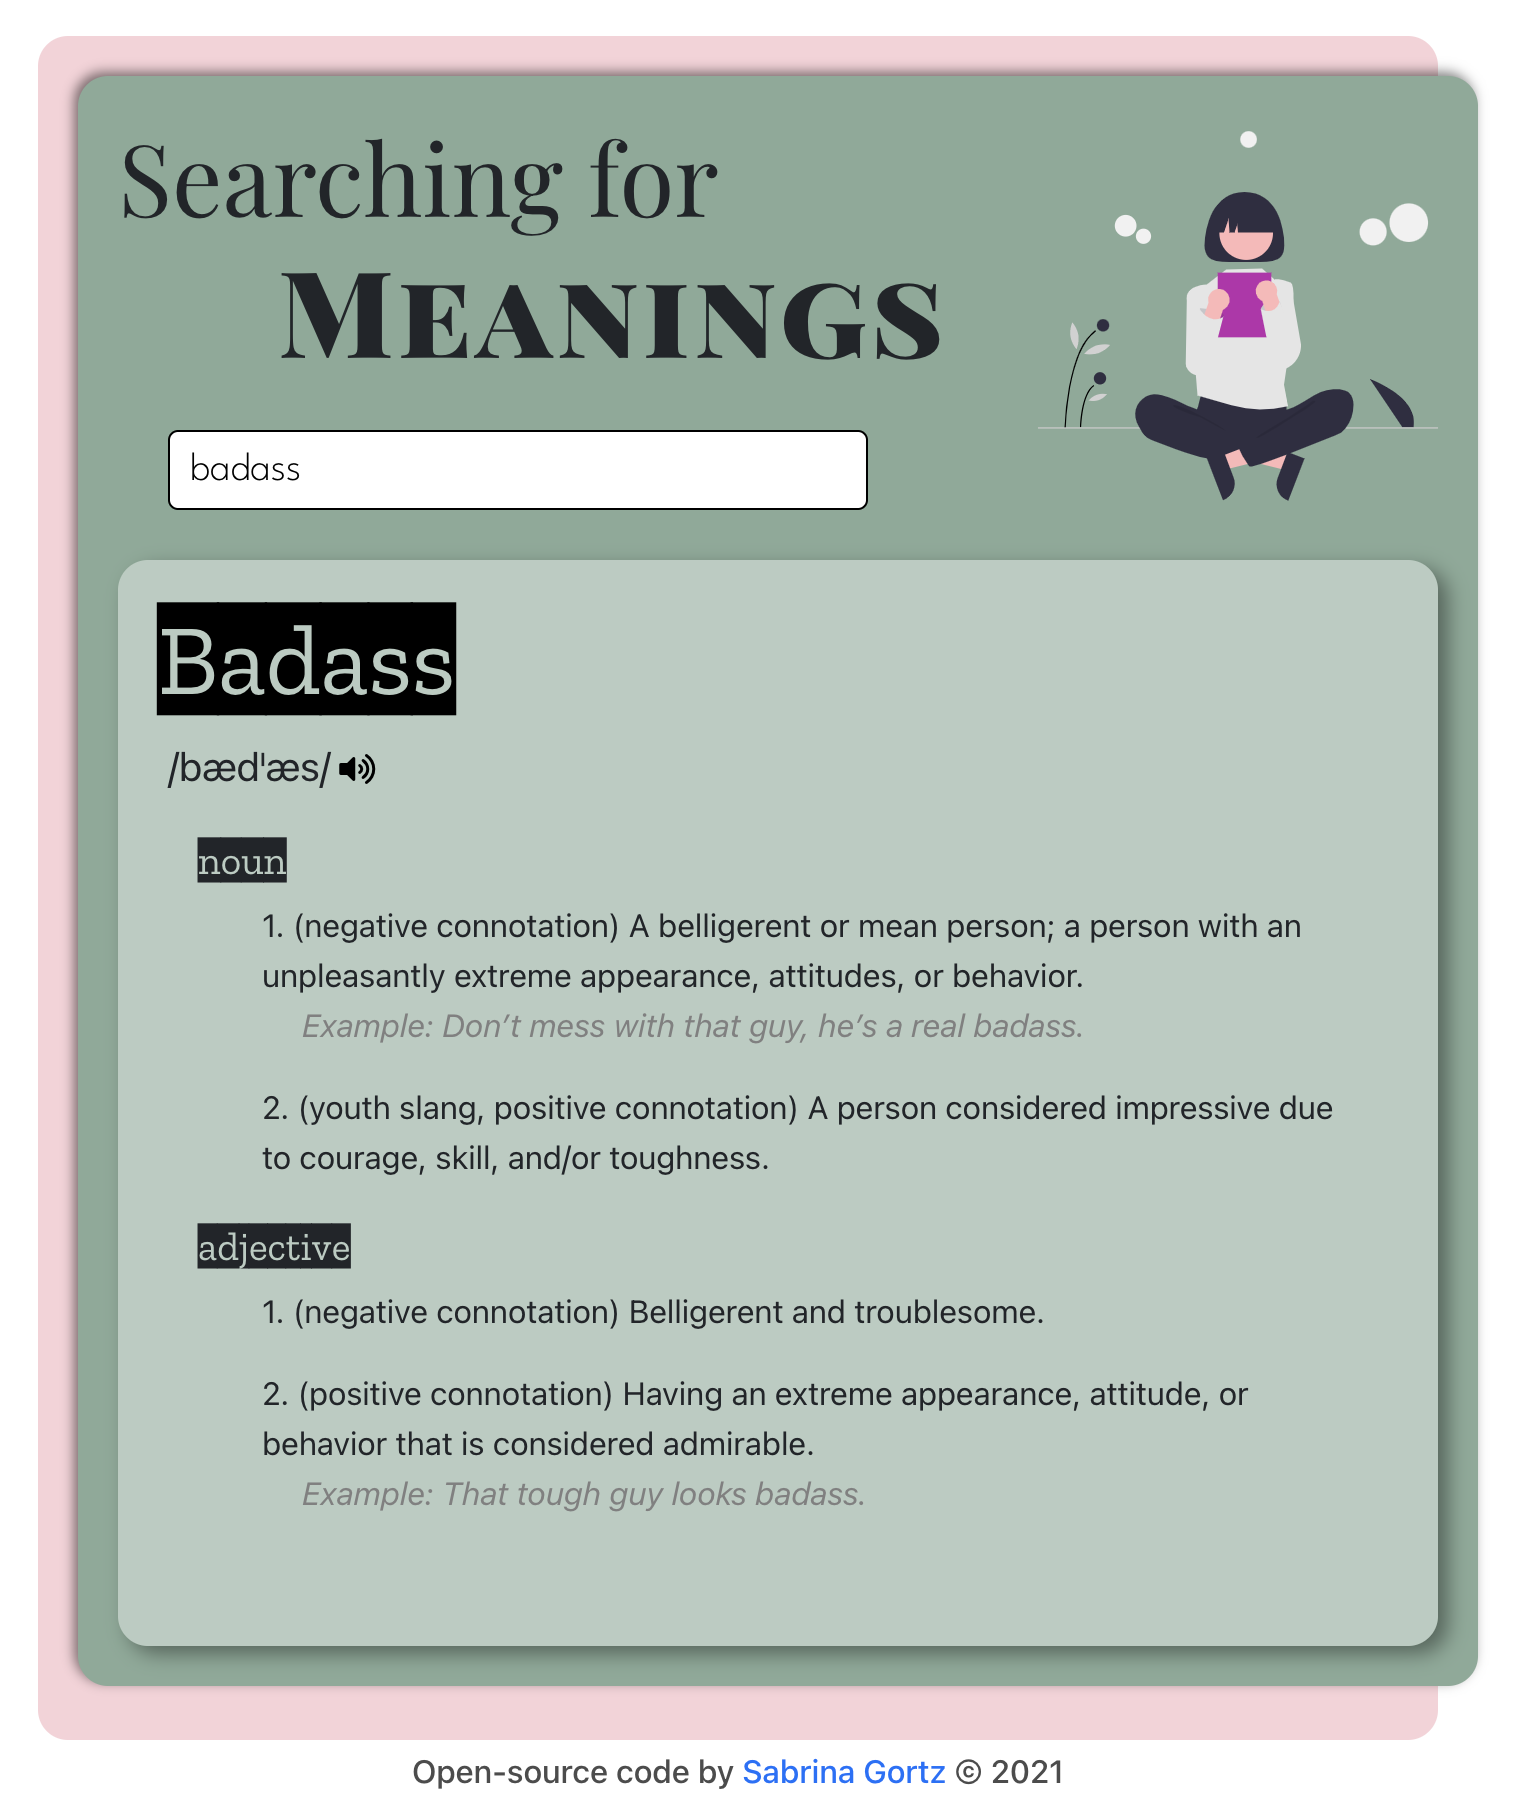 Searching for
MEANINGS
badass
Badass
/bædˈæs/
noun
1. (negative connotation) A belligerent or mean person; a person with an
unpleasantly extreme appearance, attitudes, or behavior.
Example: Don’t mess with that guy, he’s a real badass.
2. (youth slang, positive connotation) A person considered impressive due
to courage, skill, and/or toughness.
adjective
1. (negative connotation) Belligerent and troublesome.
2. (positive connotation) Having an extreme appearance, attitude, or
behavior that is considered admirable.
Example: That tough guy looks badass.
Open-source code by Sabrina Gortz © 2021